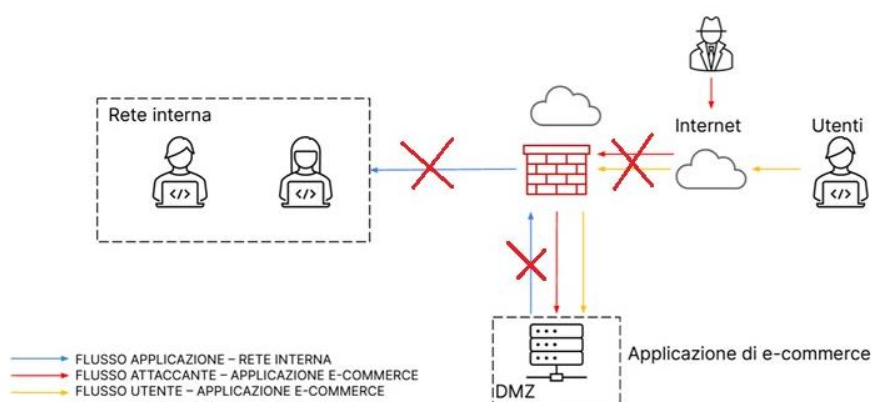 Rete interna
Internet
Utenti
</>
</>
</>
Applicazione di e-commerce
DMZ
FLUSSO APPLICAZIONE – RETE INTERNA
FLUSSO ATTACCANTE – APPLICAZIONE E-COMMERCE
FLUSSO UTENTE – APPLICAZIONE E-COMMERCE